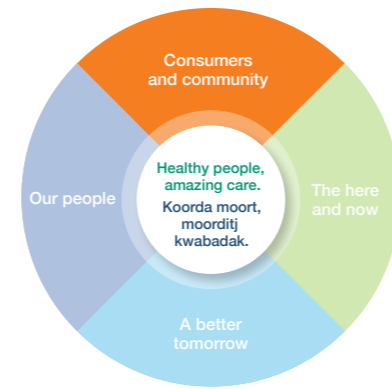 Consumers
and community
Our people
Healthy people,
amazing care.
Koorda moort,
moorditj
kwabadak.
The here
and now
A better
tomorrow